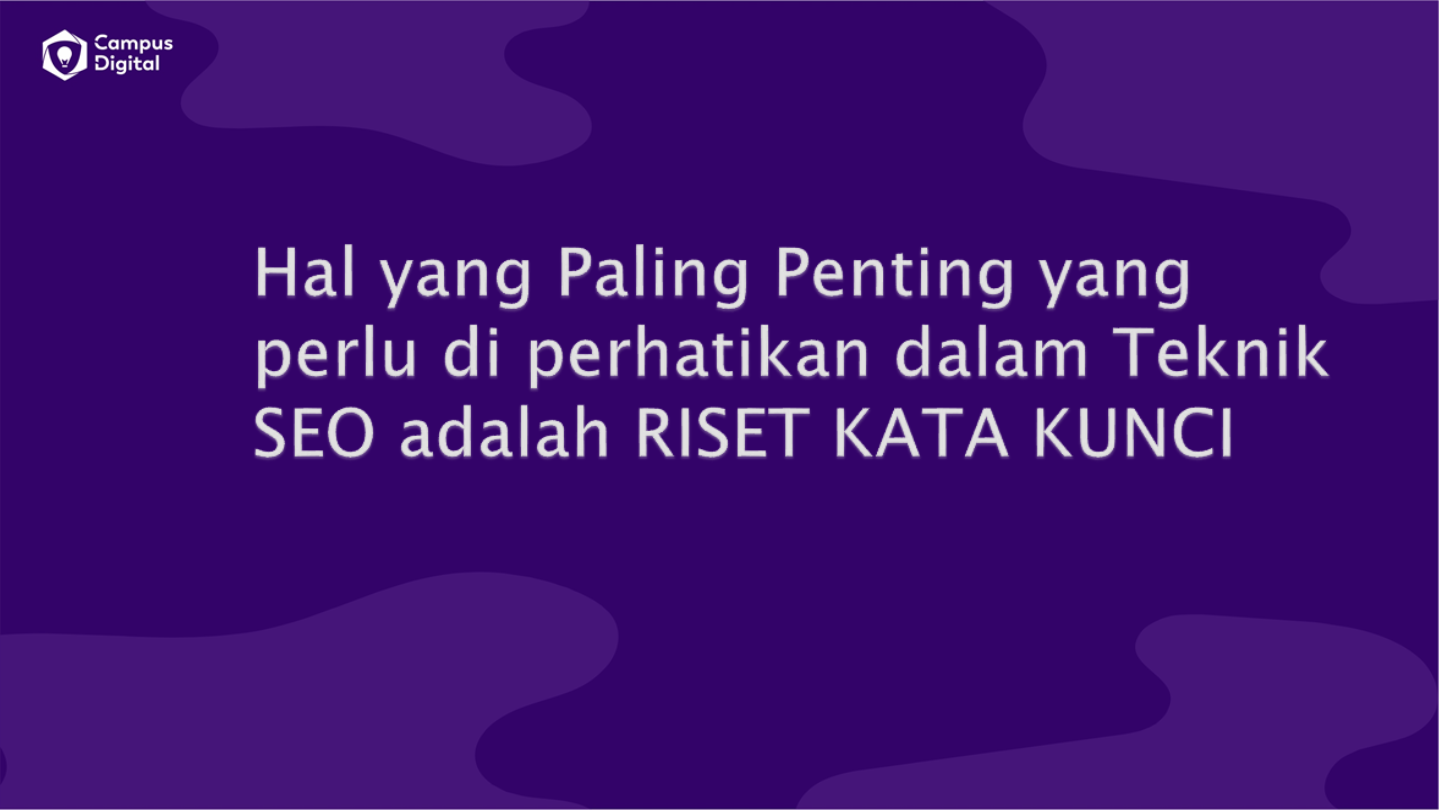 Campus
Digital
Hal yang Paling Penting yang
perlu di perhatikan dalam Teknik
SEO adalah RISET KATA KUNCI